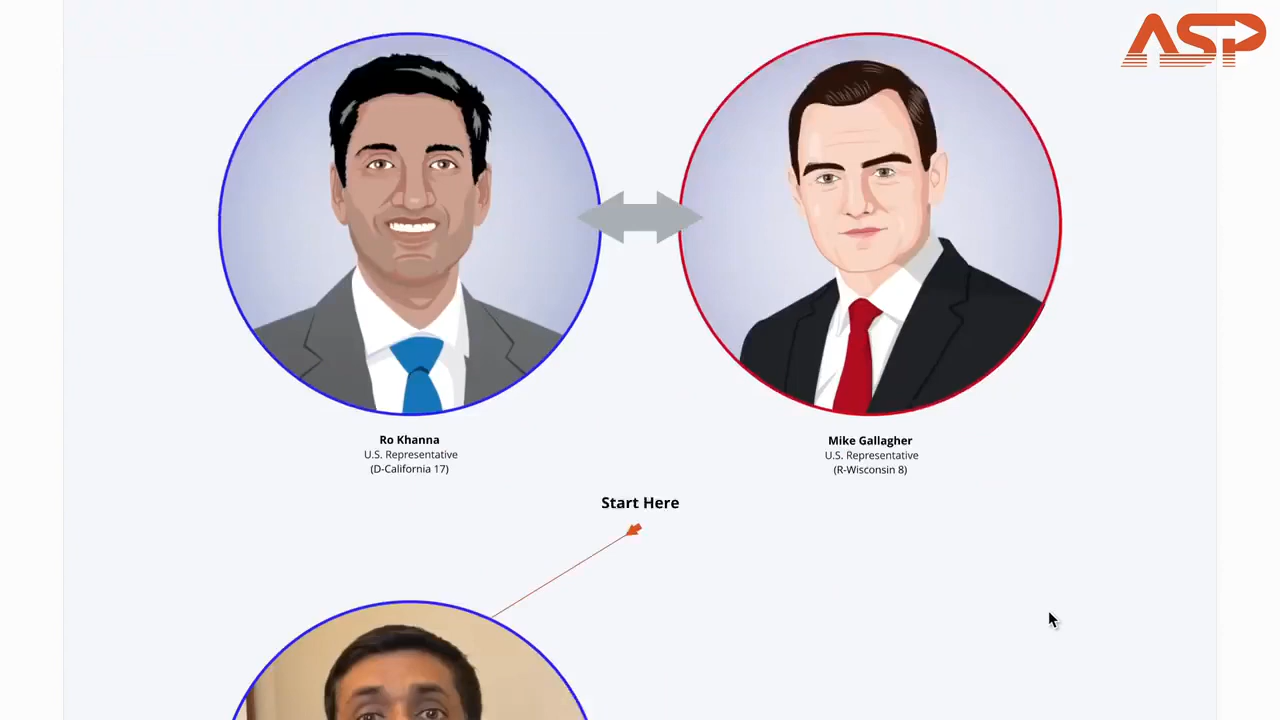 ASP
Ro Khanna
U.S. Representative
(D-California 17)
Mike Gallagher
U.S. Representative
(R-Wisconsin 8)
Start Here